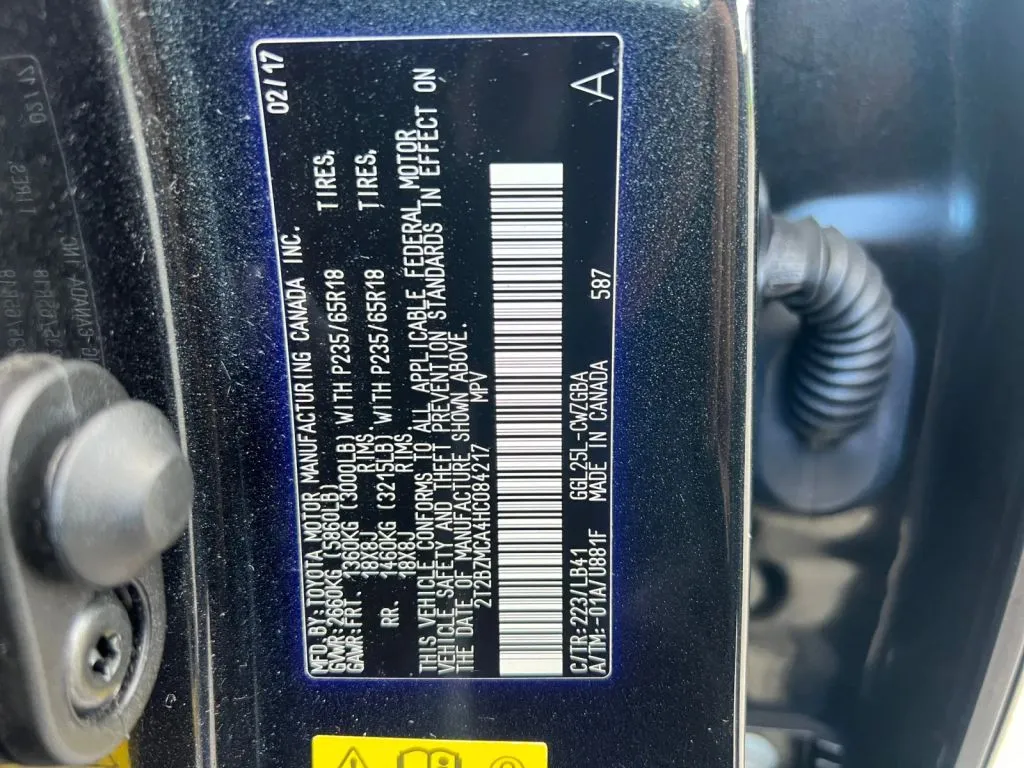 MFD BY:TOYOTA MOTOR MANUFACTURING CANADA INC. 02/17
GVWR:2660KG (5860LB)
GAWR:FRT. 1360KG (3000LB) WITH P235/65R18 TIRES,
18X8J RIMS,
RR. 1460KG (3215LB) WITH P235/65R18 TIRES,
18X8J RIMS
THIS VEHICLE CONFORMS TO ALL APPLICABLE FEDERAL MOTOR
VEHICLE SAFETY AND THEFT PREVENTION STANDARDS IN EFFECT ON
THE DATE OF MANUFACTURE SHOWN ABOVE.
2T2BZMCA4HC084217 MPV
C/TR:223/LB41 GGL25L-CWZGBA
A/TM:-01A/U881F MADE IN CANADA 587 A